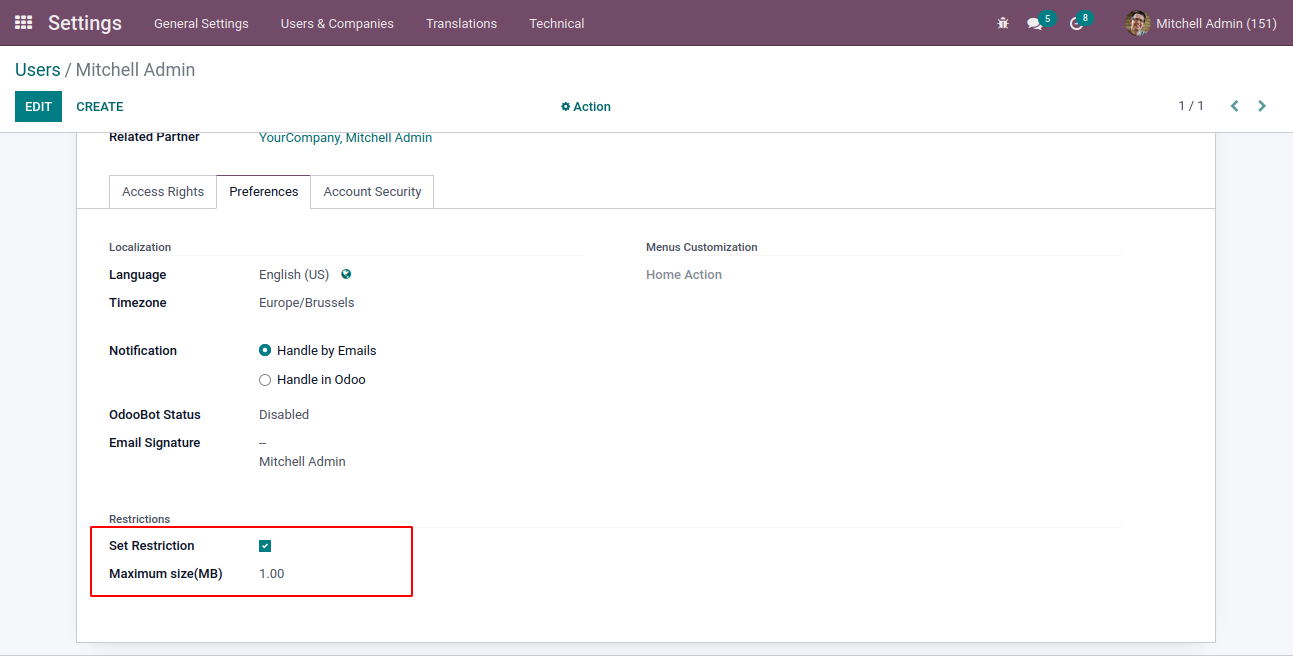 Settings General Settings Users & Companies Translations Technical 5 8 Mitchell Admin (151)
Users / Mitchell Admin
EDIT CREATE Action 1 / 1
Related Partner YourCompany, Mitchell Admin
Access Rights Preferences Account Security
Localization Menus Customization
Language English (US) Home Action
Timezone Europe/Brussels
Notification Handle by Emails
Handle in Odoo
OdooBot Status Disabled
Email Signature --
Mitchell Admin
Restrictions
Set Restriction
Maximum size(MB) 1.00